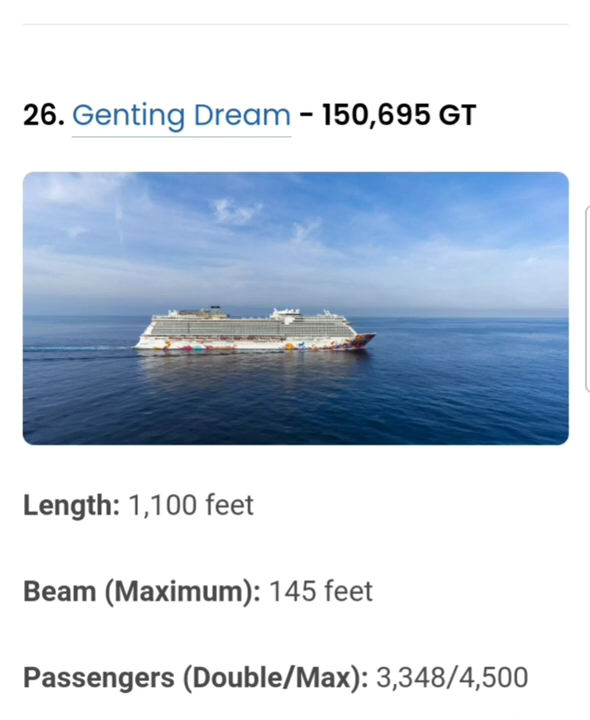 26. Genting Dream - 150,695 GT
Length: 1,100 feet
Beam (Maximum): 145 feet
Passengers (Double/Max): 3,348/4,500